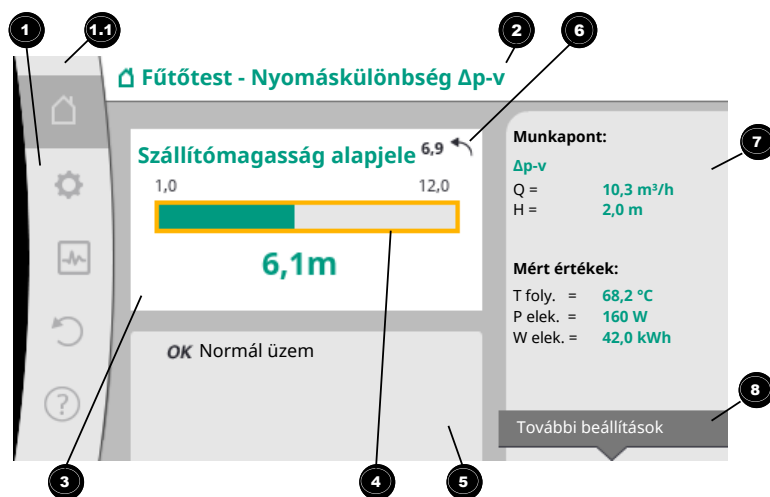 1
1.1
2
6
Fűtőtest - Nyomáskülönbség Δp-v
Szállítómagasság alapjele 6,9
1,0 12,0
6,1m
OK Normál üzem
Munkapont:
Δp-v
Q = 10,3 m³/h
H = 2,0 m
Mért értékek:
T foly. = 68,2 °C
P elek. = 160 W
W elek. = 42,0 kWh
További beállítások
7
8
3
4
5
?